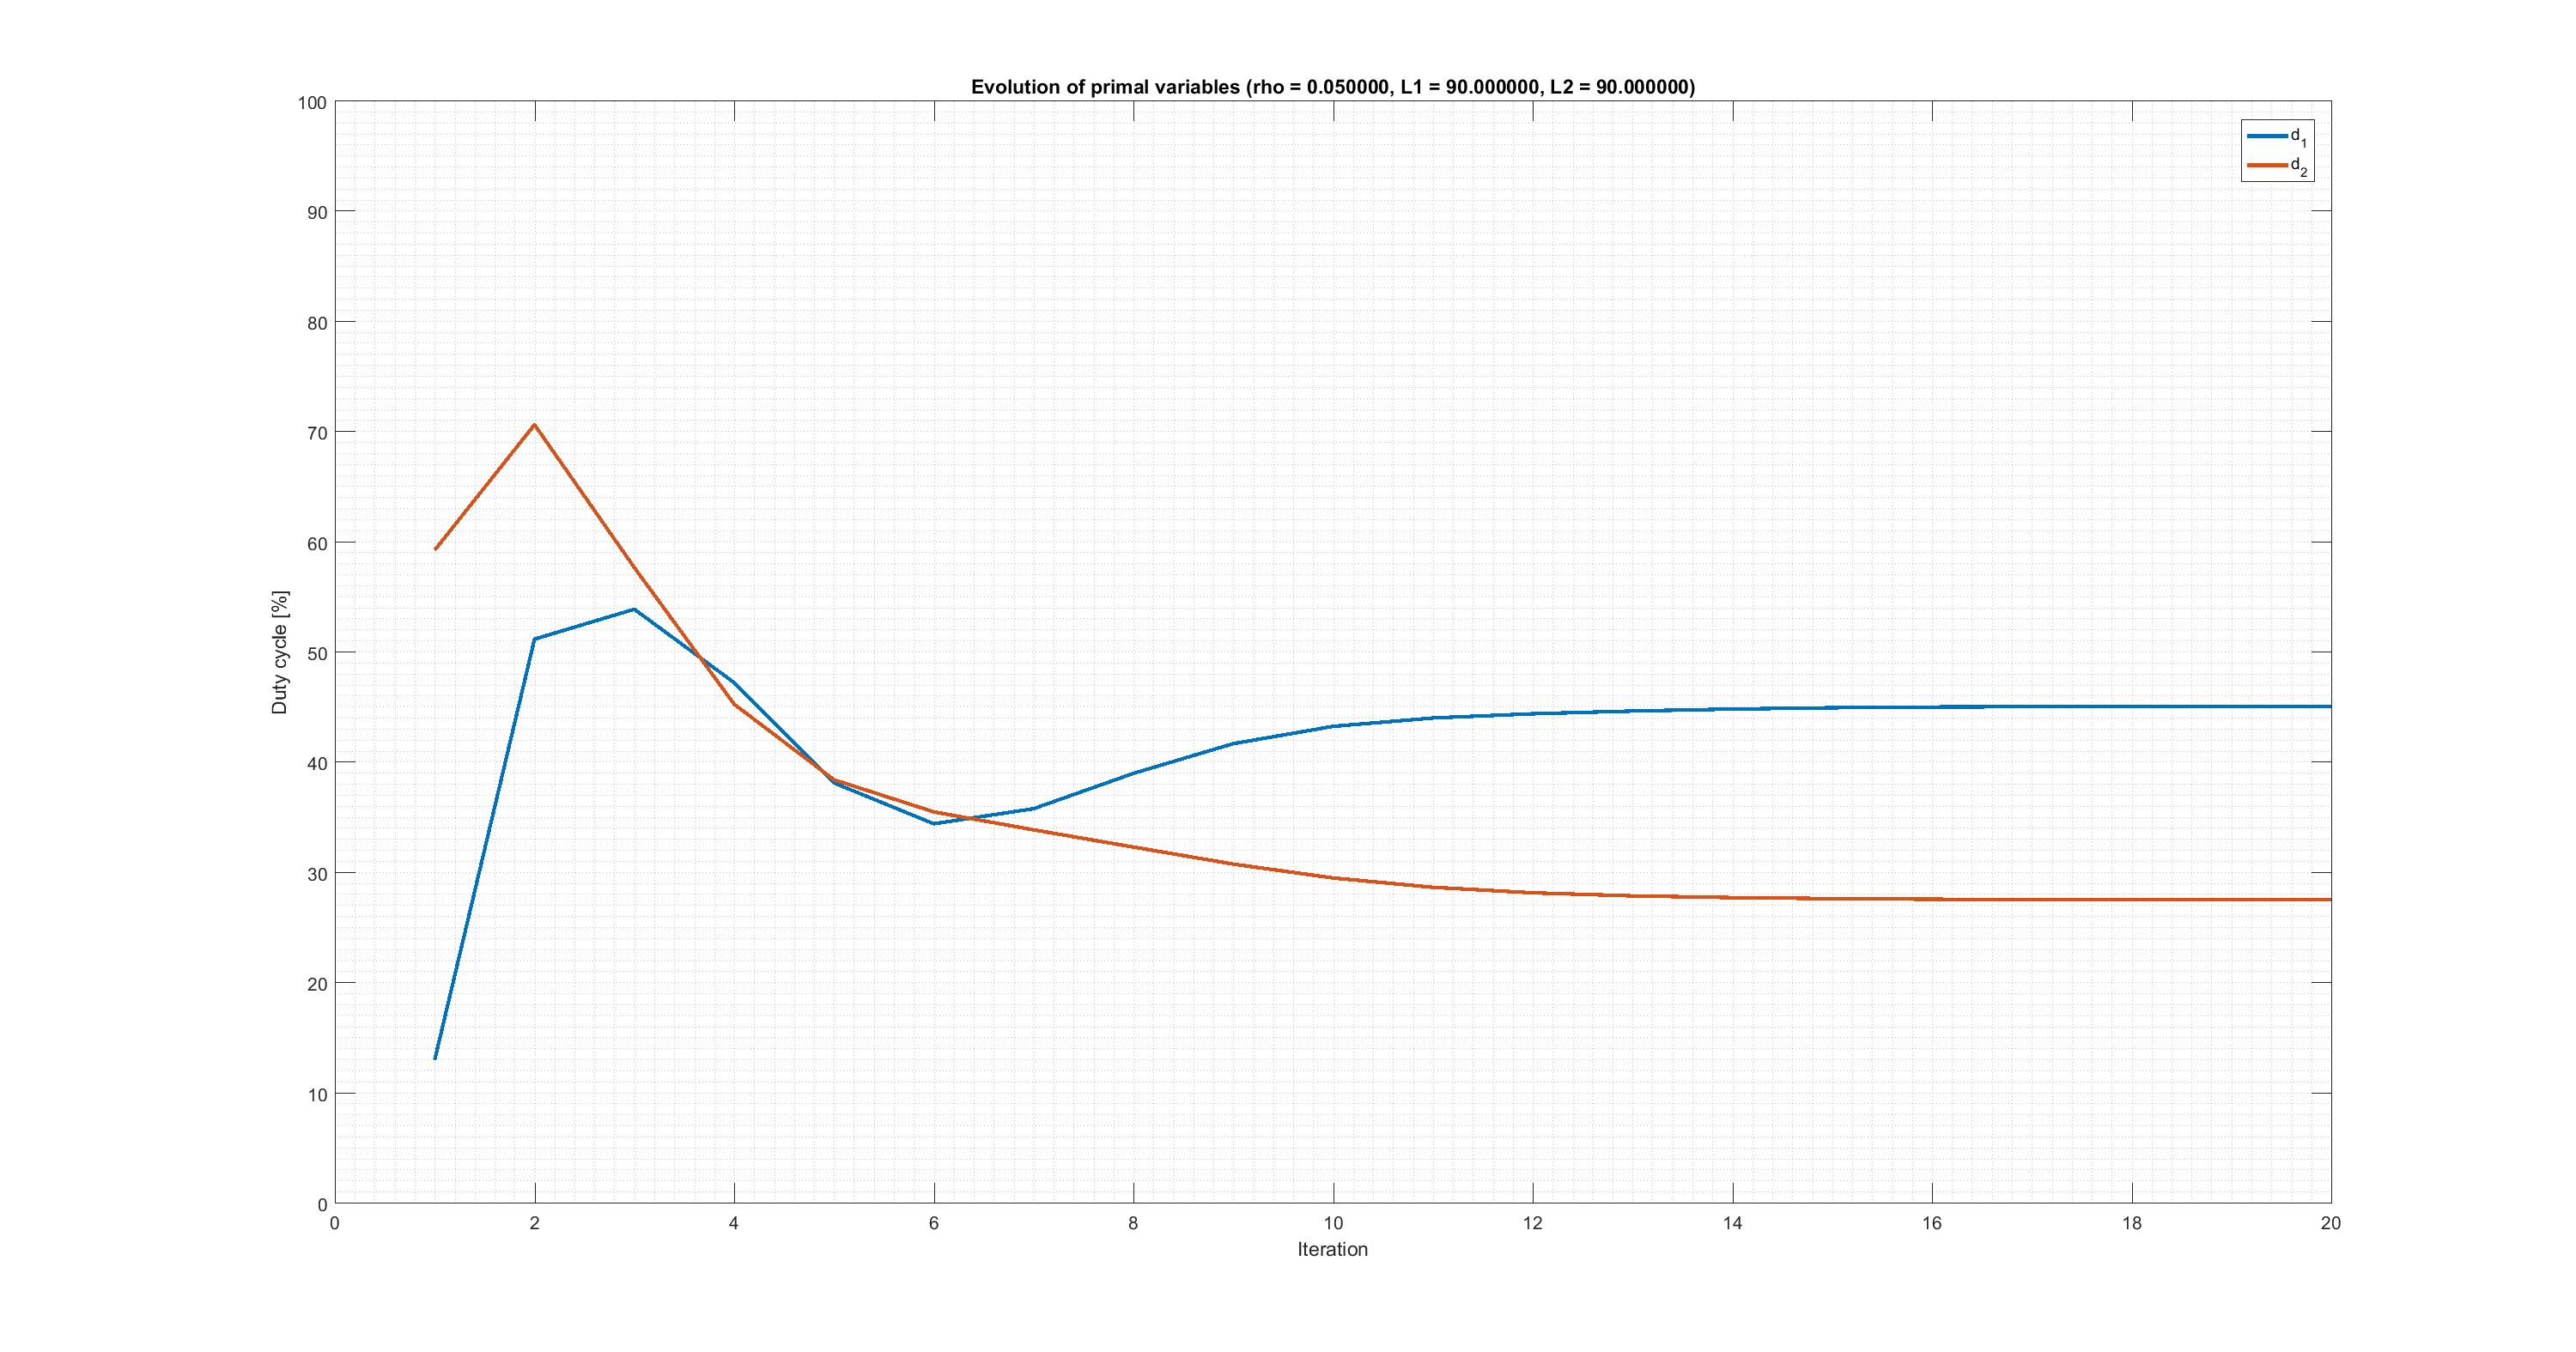 Evolution of primal variables (rho = 0.050000, L1 = 90.000000, L2 = 90.000000)
100
90
80
70
60
50
40
30
20
10
0
Duty cycle [%]
d1
d2
0 2 4 6 8 10 12 14 16 18 20
Iteration